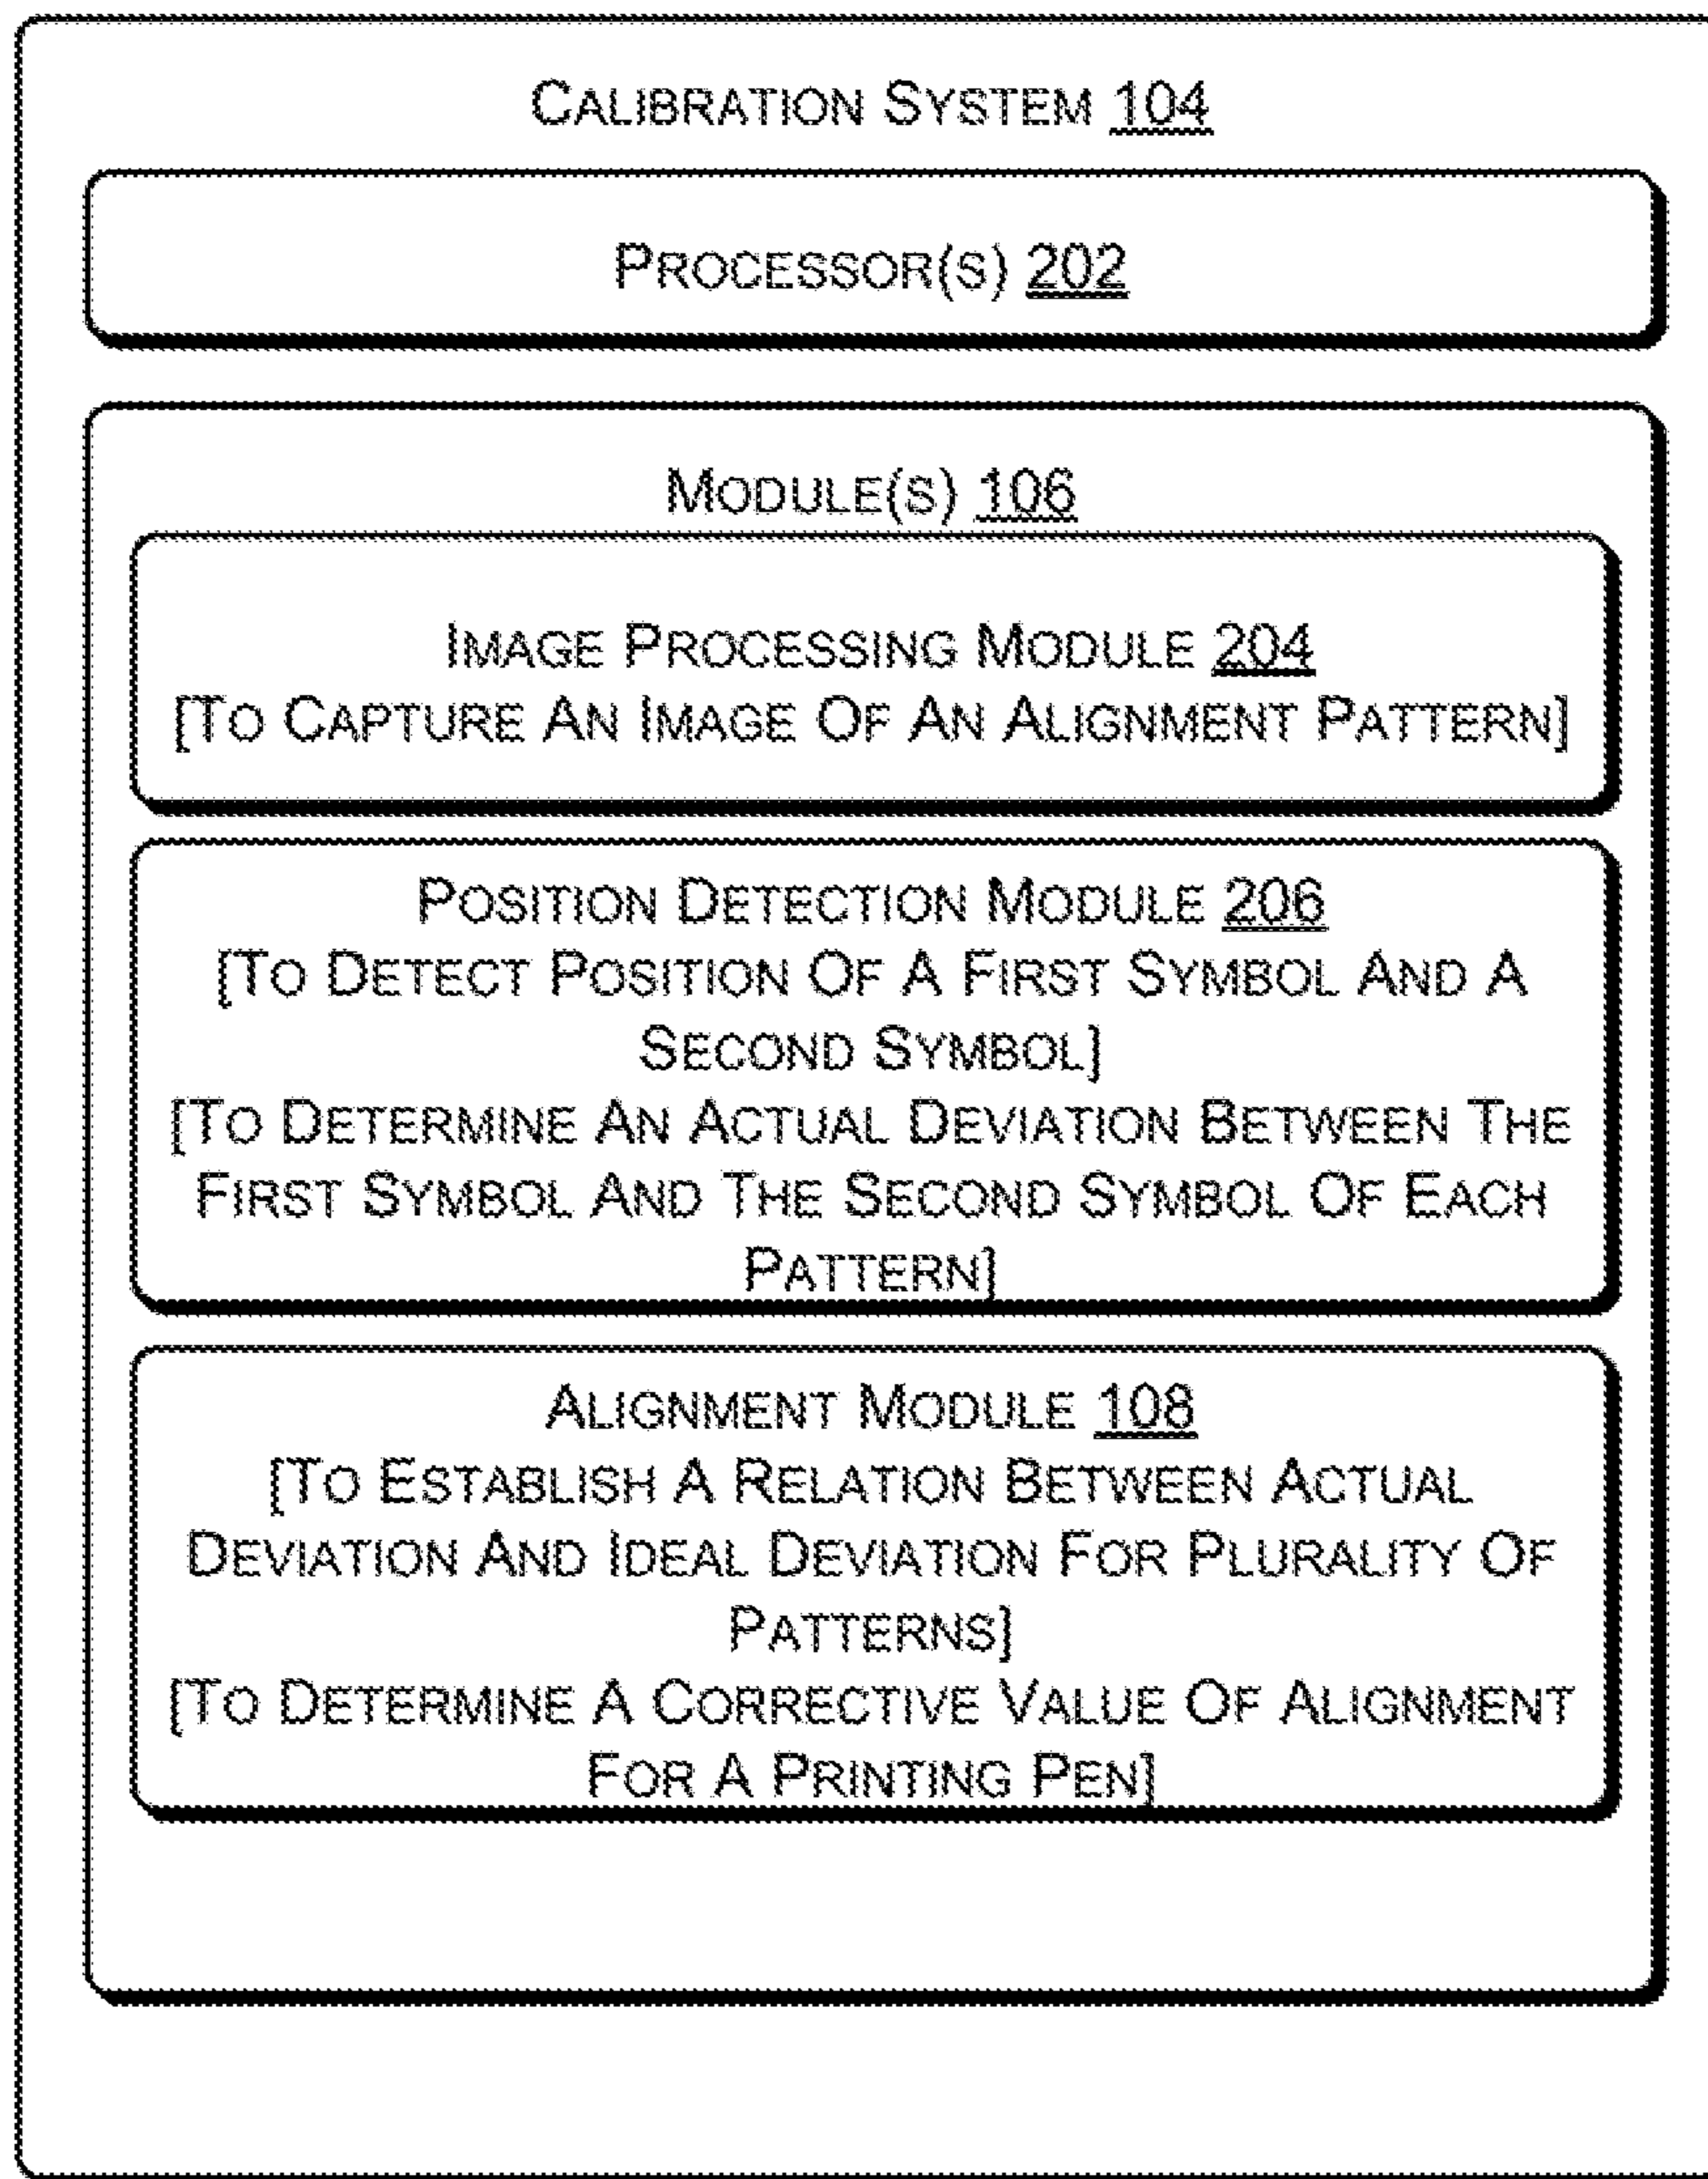 CALIBRATION SYSTEM 104
PROCESSOR(S) 202
MODULE(S) 106
IMAGE PROCESSING MODULE 204
[TO CAPTURE AN IMAGE OF AN ALIGNMENT PATTERN]
POSITION DETECTION MODULE 206
[TO DETECT POSITION OF A FIRST SYMBOL AND A
SECOND SYMBOL]
[TO DETERMINE AN ACTUAL DEVIATION BETWEEN THE
FIRST SYMBOL AND THE SECOND SYMBOL OF EACH
PATTERN]
ALIGNMENT MODULE 108
[TO ESTABLISH A RELATION BETWEEN ACTUAL
DEVIATION AND IDEAL DEVIATION FOR PLURALITY OF
PATTERNS]
[TO DETERMINE A CORRECTIVE VALUE OF ALIGNMENT
FOR A PRINTING PEN]